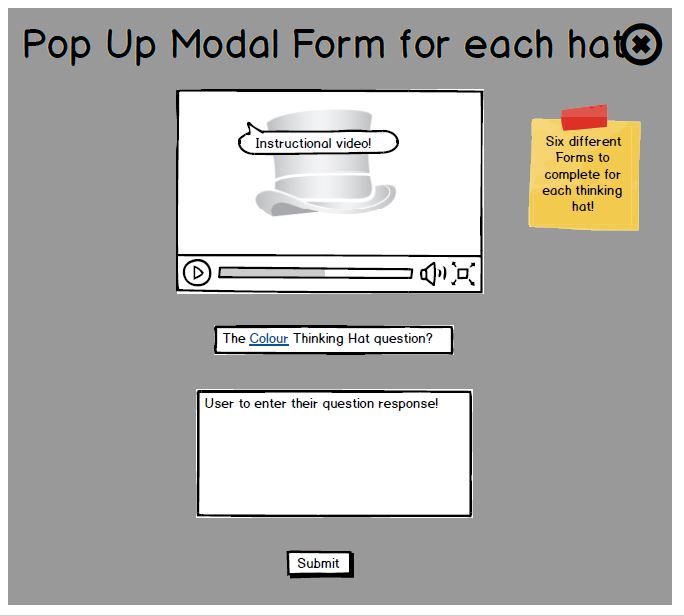 Pop Up Modal Form for each hat
Instructional video!
Six different
Forms to
complete for
each thinking
hat!
The Colour Thinking Hat question?
User to enter their question response!
Submit